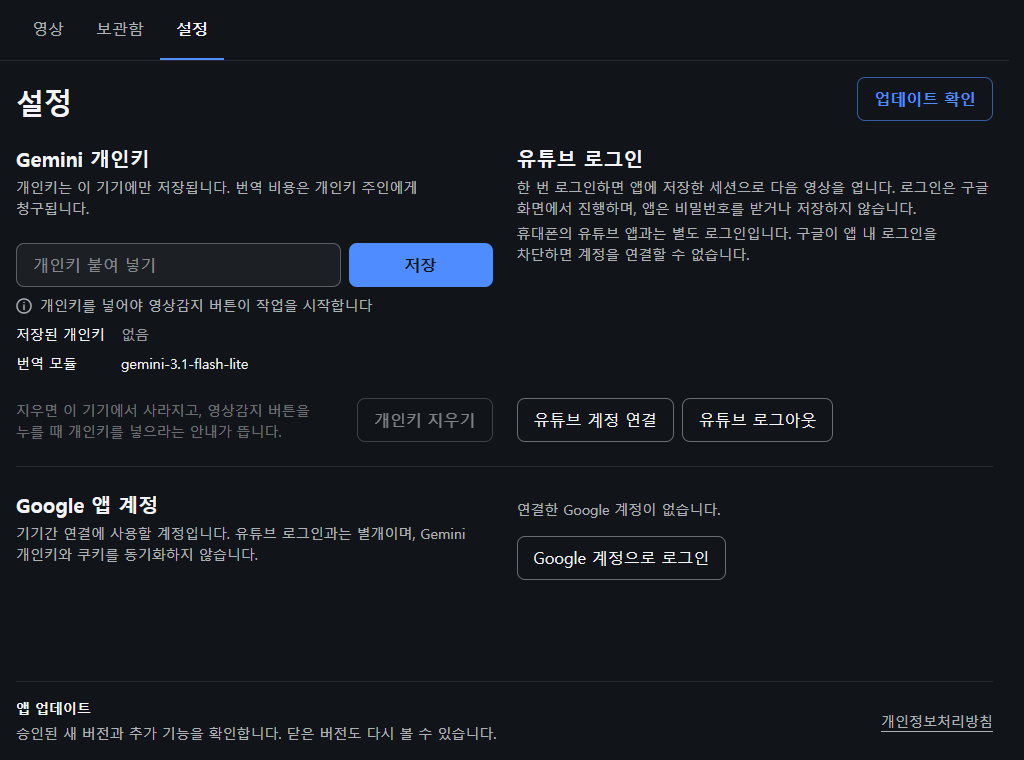 영상 보관함 설정
설정
업데이트 확인
Gemini 개인키
개인키는 이 기기에만 저장됩니다. 번역 비용은 개인키 주인에게
청구됩니다.
개인키 붙여 넣기
저장
개인키를 넣어야 영상감지 버튼이 작업을 시작합니다
저장된 개인키 없음
번역 모듈 gemini-3.1-flash-lite
지우면 이 기기에서 사라지고, 영상감지 버튼을
누를 때 개인키를 넣으라는 안내가 뜹니다.
개인키 지우기
유튜브 로그인
한 번 로그인하면 앱에 저장한 세션으로 다음 영상을 엽니다. 로그인은 구글
화면에서 진행하며, 앱은 비밀번호를 받거나 저장하지 않습니다.
휴대폰의 유튜브 앱과는 별도 로그인입니다. 구글이 앱 내 로그인을
차단하면 계정을 연결할 수 없습니다.
유튜브 계정 연결
유튜브 로그아웃
Google 앱 계정
기기간 연결에 사용할 계정입니다. 유튜브 로그인과는 별개이며, Gemini
개인키와 쿠키를 동기화하지 않습니다.
연결한 Google 계정이 없습니다.
Google 계정으로 로그인
앱 업데이트
승인된 새 버전과 추가 기능을 확인합니다. 닫은 버전도 다시 볼 수 있습니다.
개인정보처리방침